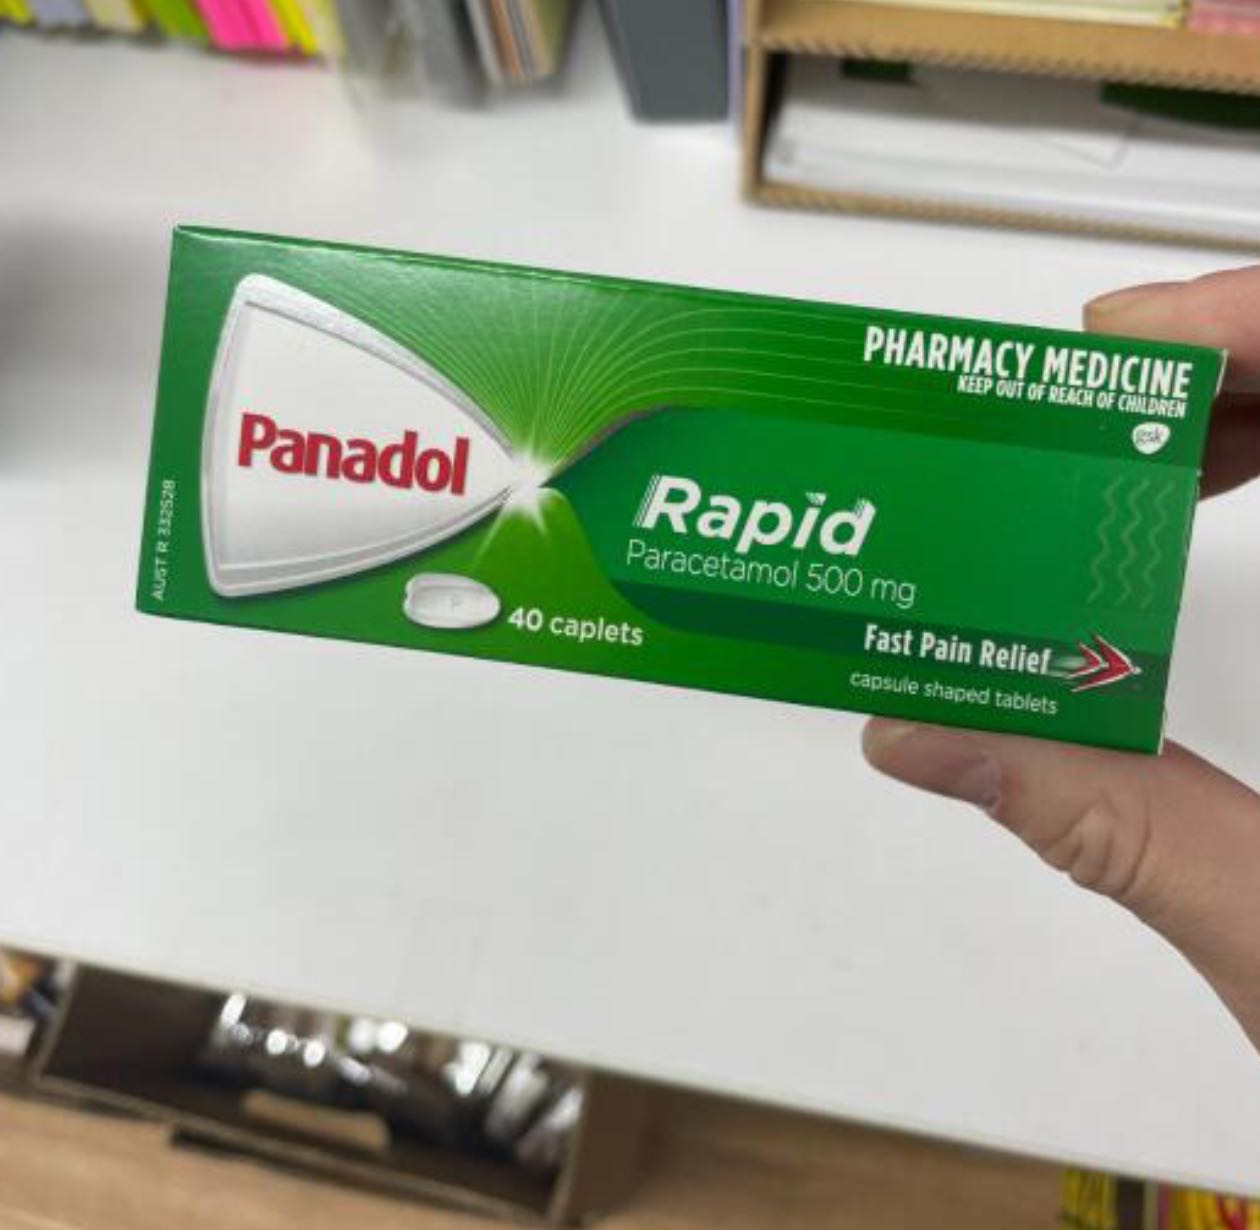 PHARMACY MEDICINE
KEEP OUT OF REACH OF CHILDREN
gsk
Panadol
Rapid
Paracetamol 500 mg
40 caplets
Fast Pain Relief
capsule shaped tablets
AUST R 332528
P